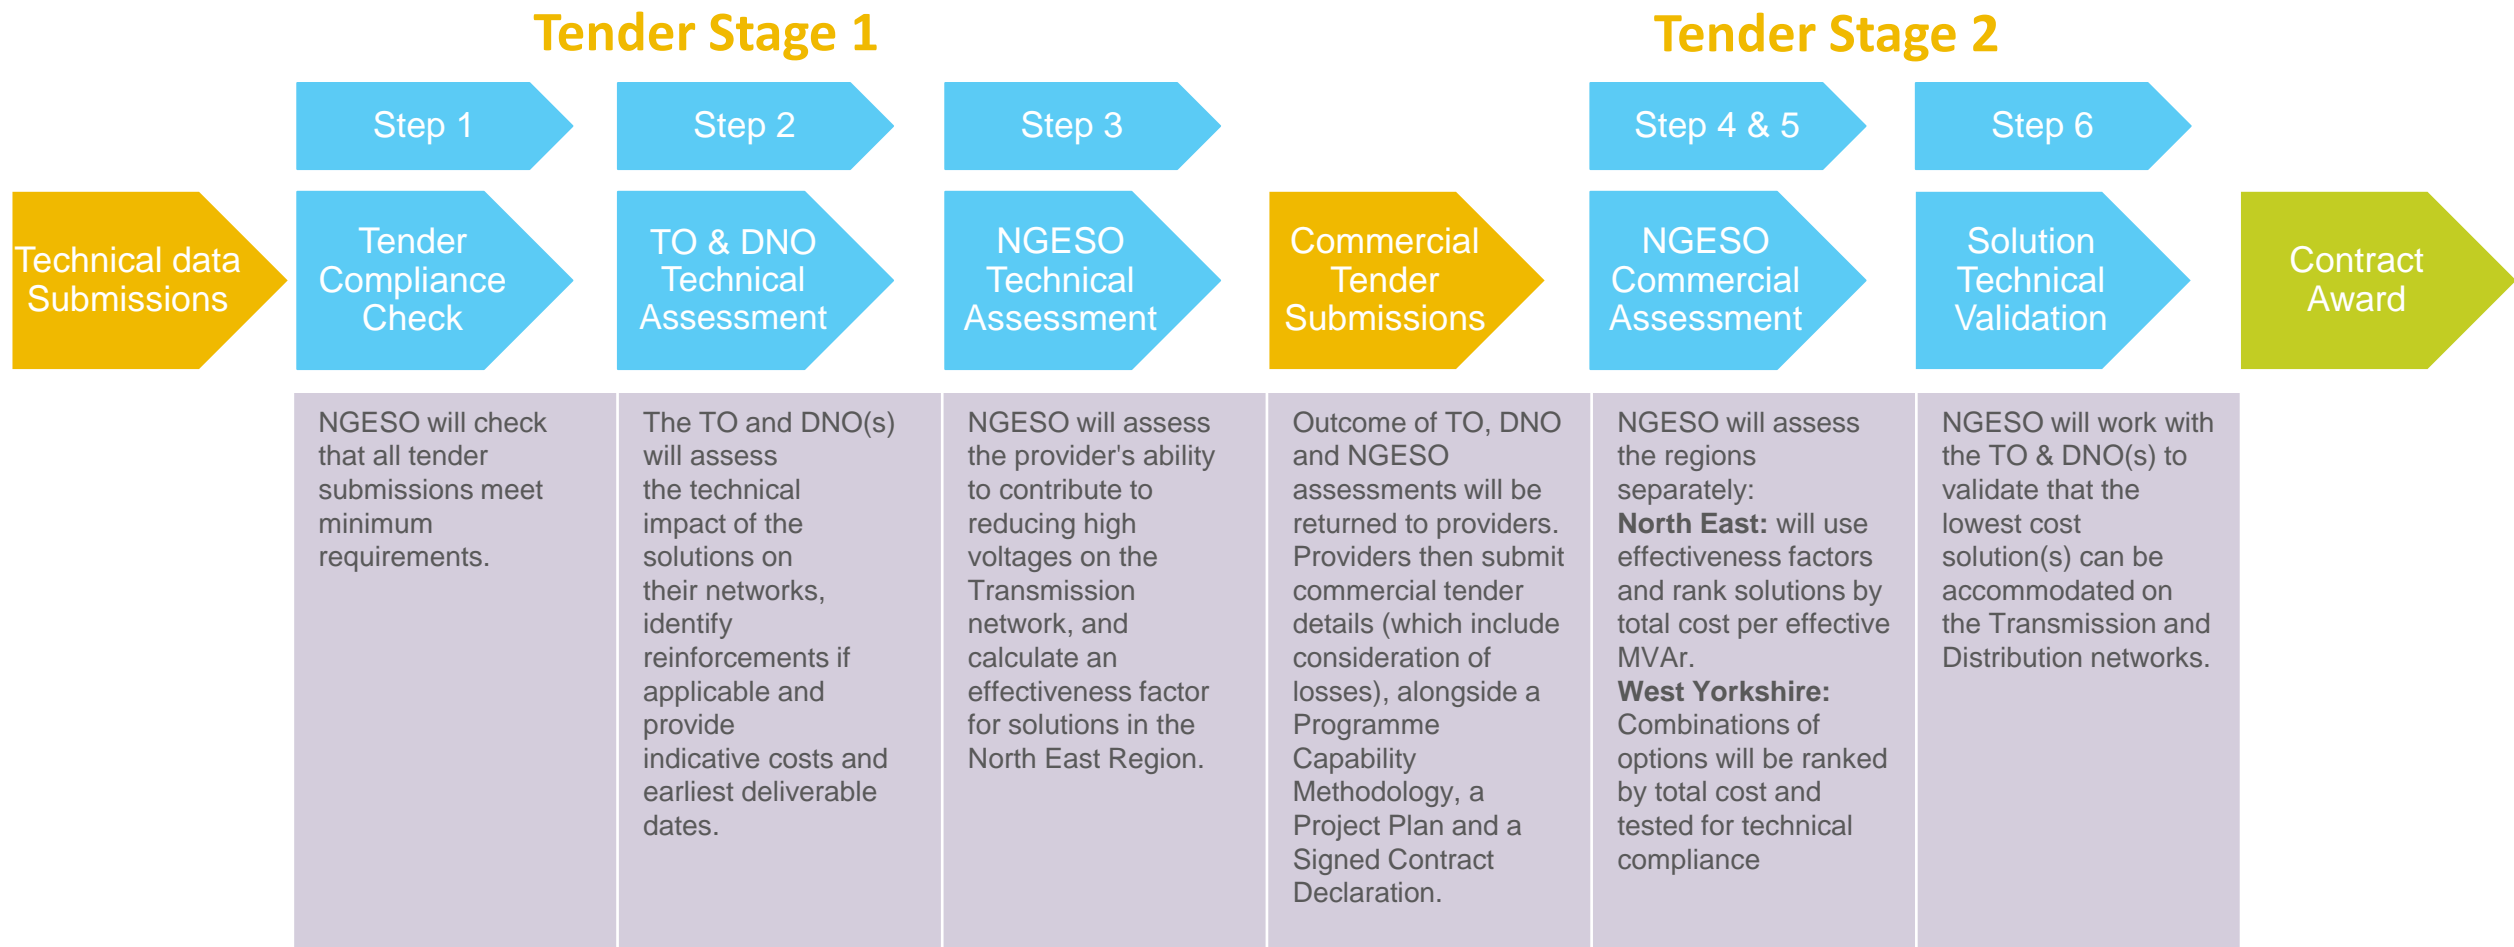 Tender Stage 1
Tender Stage 2
Step 1
Step 2
Step 3
Step 4 & 5
Step 6
Technical data
Submissions
Tender
Compliance
Check
TO & DNO
Technical
Assessment
NGESO
Technical
Assessment
Commercial
Tender
Submissions
NGESO
Commercial
Assessment
Solution
Technical
Validation
Contract
Award
NGESO will check
that all tender
submissions meet
minimum
requirements.
The TO and DNO(s)
will assess
the technical
impact of the
solutions on
their networks,
identify
reinforcements if
applicable and
provide
indicative costs and
earliest deliverable
dates.
NGESO will assess
the provider's ability
to contribute to
reducing high
voltages on the
Transmission
network, and
calculate an
effectiveness factor
for solutions in the
North East Region.
Outcome of TO, DNO
and NGESO
assessments will be
returned to providers.
Providers then submit
commercial tender
details (which include
consideration of
losses), alongside a
Programme
Capability
Methodology, a
Project Plan and a
Signed Contract
Declaration.
NGESO will assess
the regions
separately:
North East: will use
effectiveness factors
and rank solutions by
total cost per effective
MVAr.
West Yorkshire:
Combinations of
options will be ranked
by total cost and
tested for technical
compliance
NGESO will work with
the TO & DNO(s) to
validate that the
lowest cost
solution(s) can be
accommodated on
the Transmission and
Distribution networks.